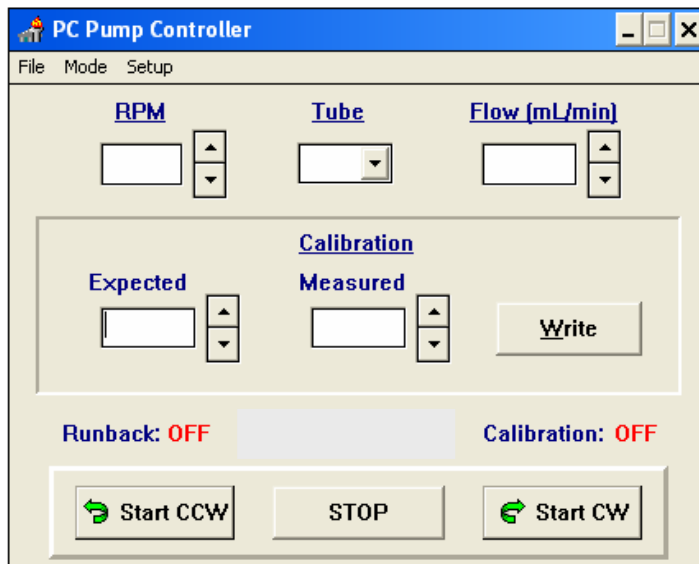 PC Pump Controller
File Mode Setup
RPM Tube Flow (mL/min)
Calibration
Expected Measured
Write
Runback: OFF Calibration: OFF
Start CCW STOP Start CW